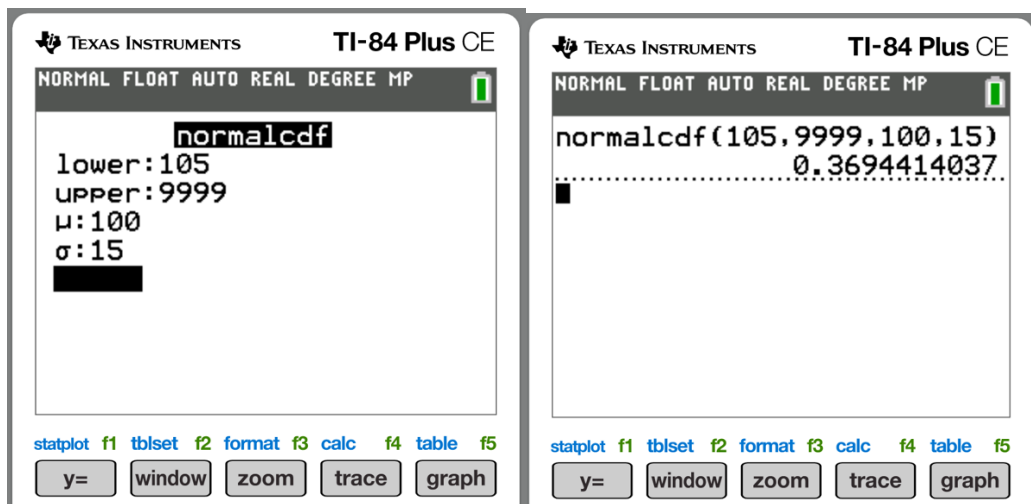 TEXAS INSTRUMENTS TI-84 Plus CE
NORMAL FLOAT AUTO REAL DEGREE MP
normalcdf
lower:105
upper:9999
μ:100
σ:15
statplot f1 tblset f2 format f3 calc f4 table f5
y= window zoom trace graph
TEXAS INSTRUMENTS TI-84 Plus CE
NORMAL FLOAT AUTO REAL DEGREE MP
normalcdf(105,9999,100,15)
0.3694414037
statplot f1 tblset f2 format f3 calc f4 table f5
y= window zoom trace graph